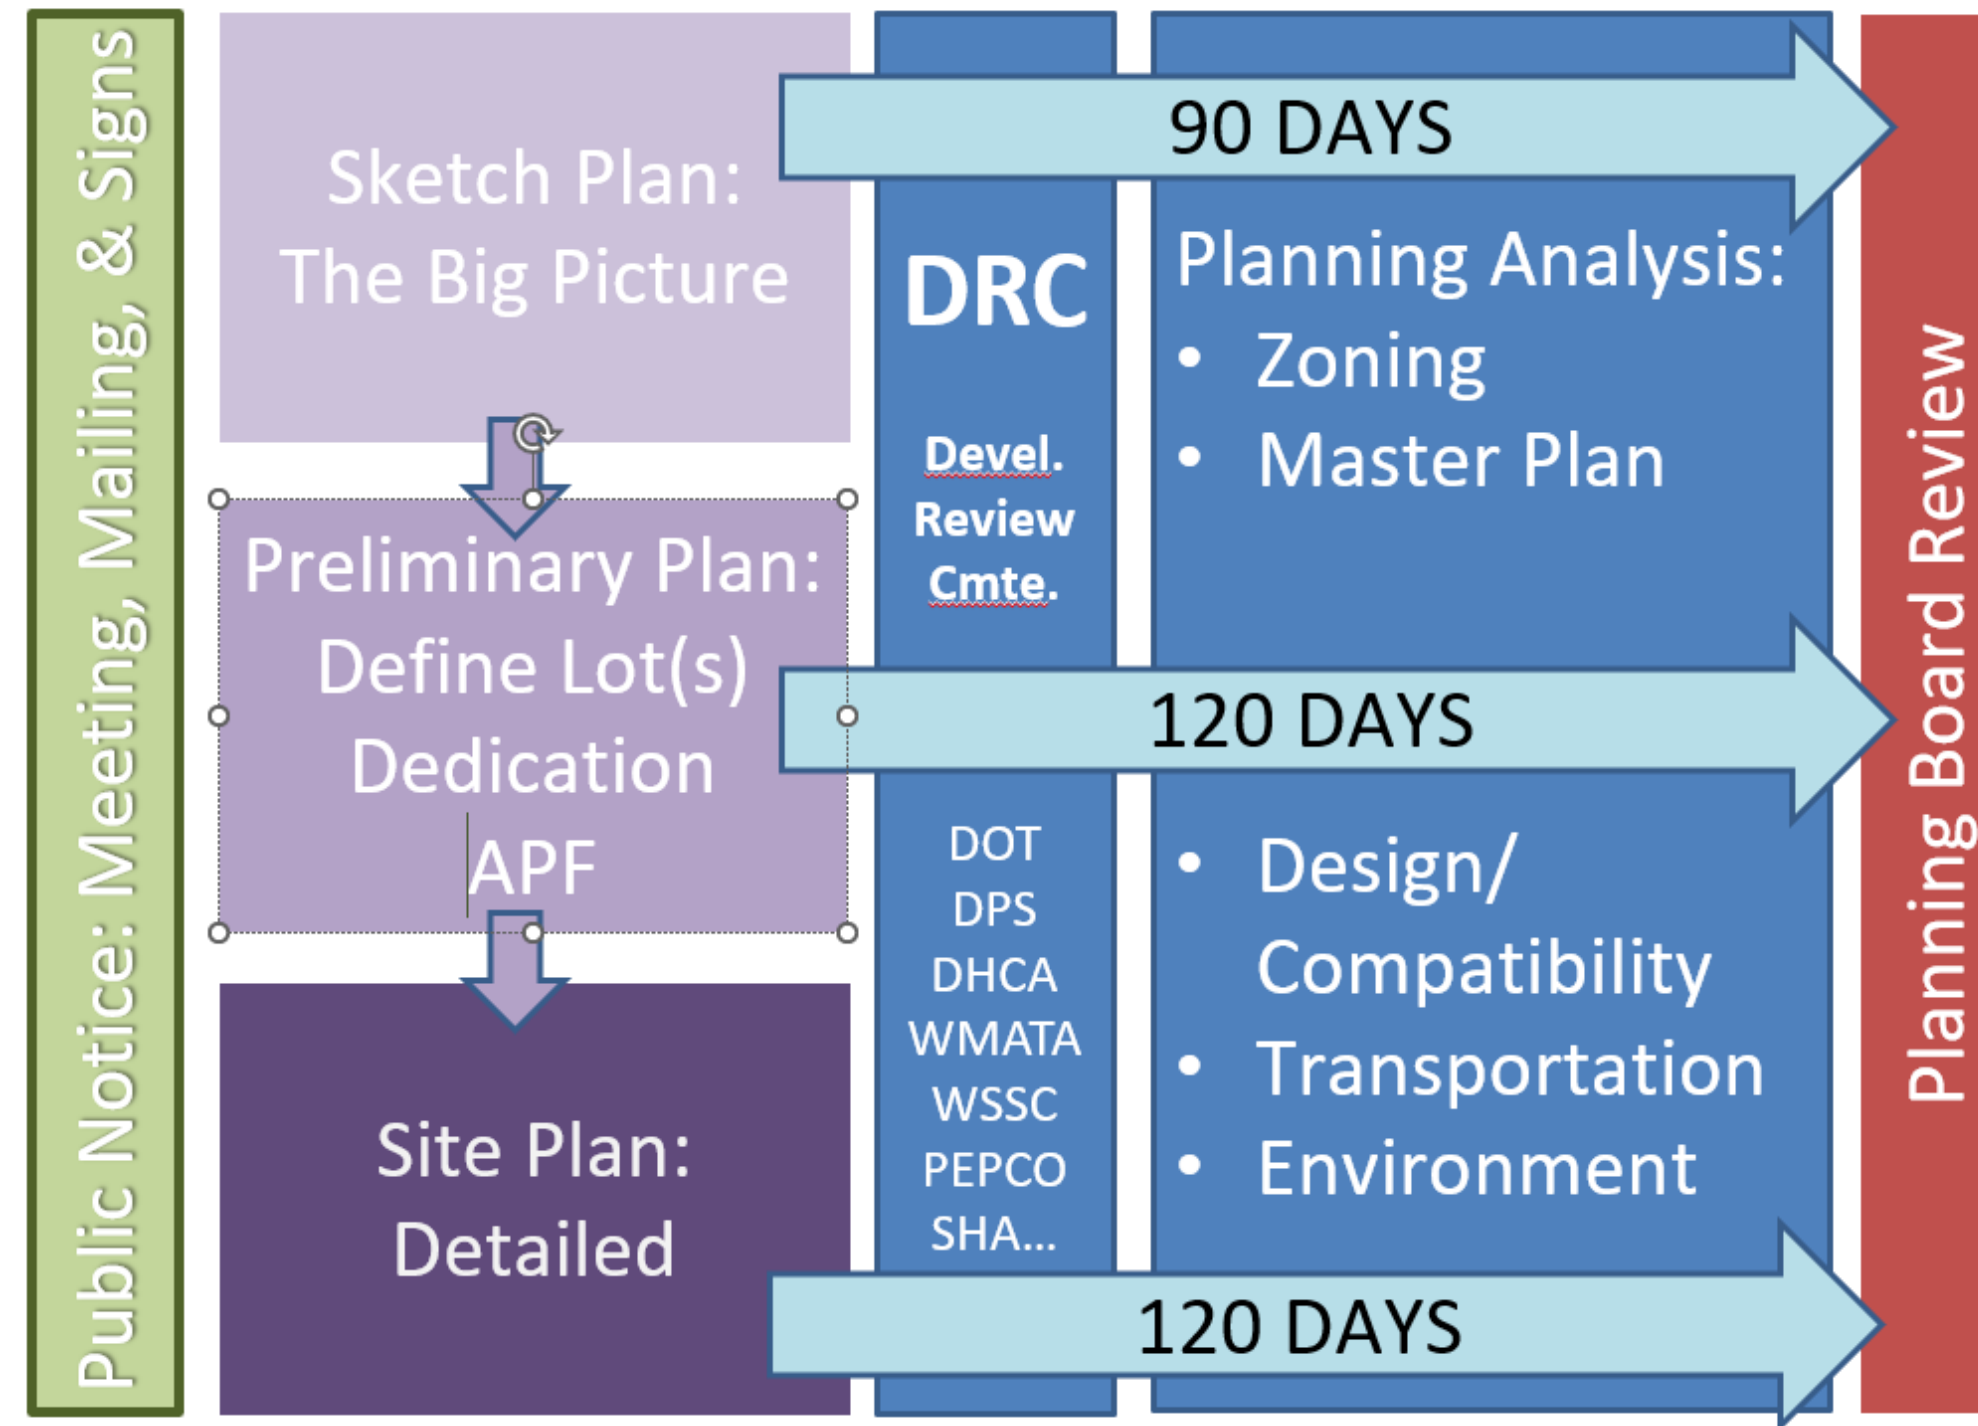 Public Notice: Meeting, Mailing, & Signs
Sketch Plan:
The Big Picture
Preliminary Plan:
Define Lot(s)
Dedication
APF
Site Plan:
Detailed
DRC
Devel.
Review
Cmte.
DOT
DPS
DHCA
WMATA
WSSC
PEPCO
SHA...
90 DAYS
Planning Analysis:
• Zoning
• Master Plan
120 DAYS
• Design/
Compatibility
• Transportation
• Environment
120 DAYS
Planning Board Review